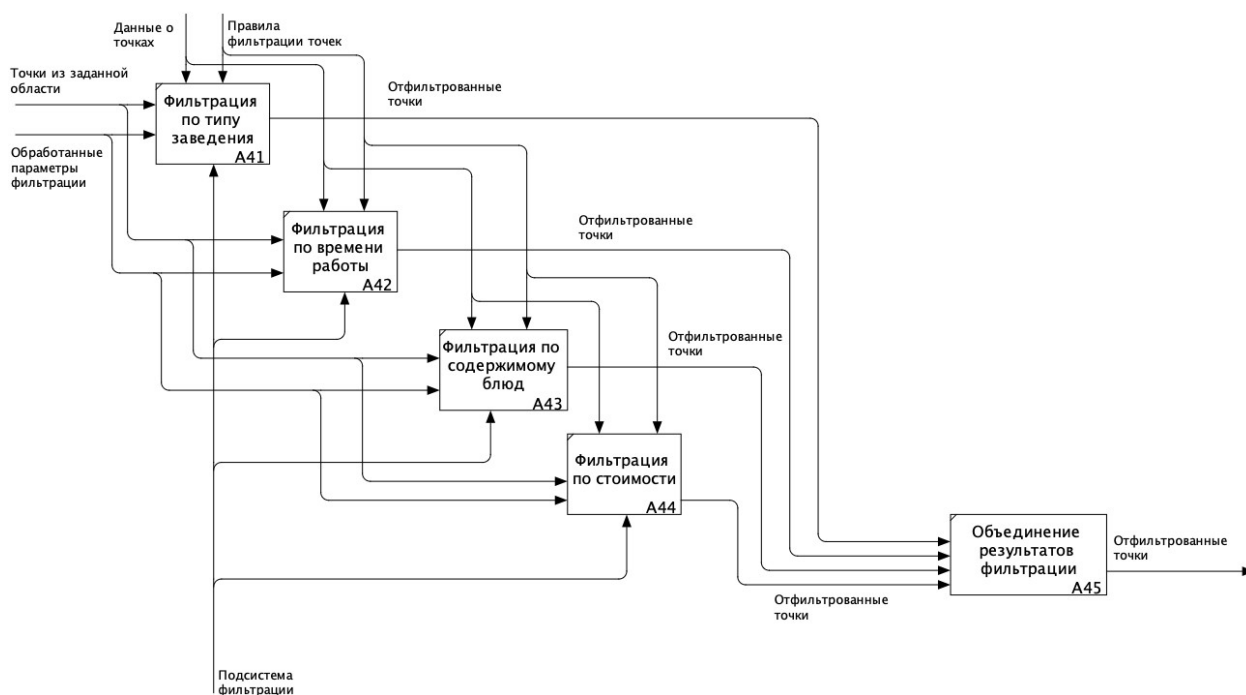 Данные о
точках
Правила
фильтрации точек
Точки из заданной
области
Обработанные
параметры
фильтрации
Фильтрация
по типу
заведения
A41
Отфильтрованные
точки
Фильтрация
по времени
работы
A42
Отфильтрованные
точки
Фильтрация по
содержимому
блюд
A43
Отфильтрованные
точки
Фильтрация
по стоимости
A44
Отфильтрованные
точки
Объединение
результатов
фильтрации
A45
Отфильтрованные
точки
Подсистема
фильтрации